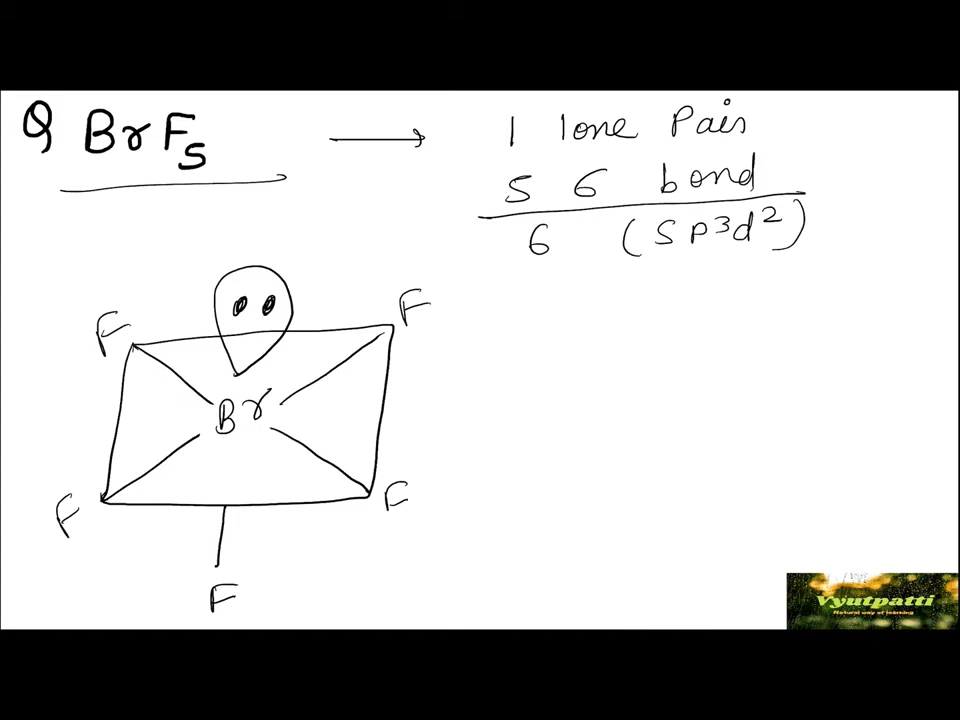 Q BrF5 → 1 lone Pair
5 6 bond
6 (sp³d²)
F F
Br
F F
F
Vyutpatti
Natural way of learning